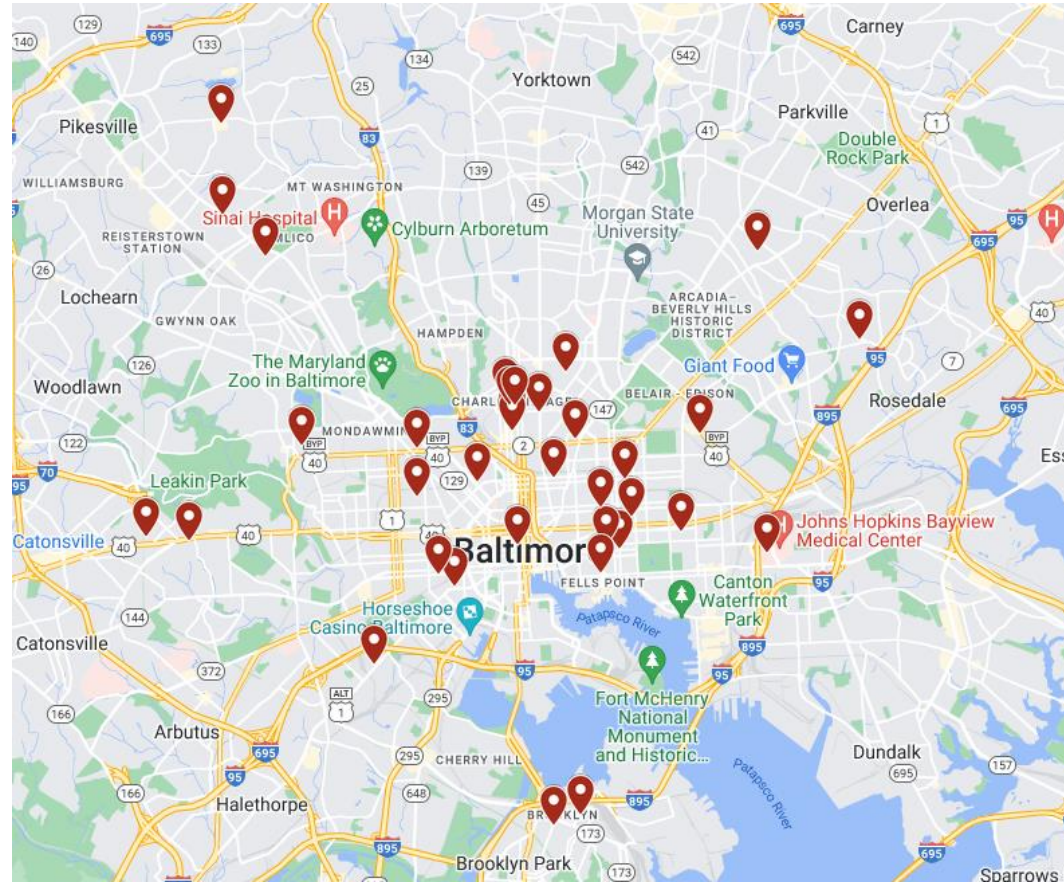 129
695
133
Carney
695
140
542
134
Yorktown
25
Parkville
Pikesville
83
41
1
Double
Rock Park
139
542
WILLIAMSBURG
MT WASHINGTON
45
Overlea
Morgan State
University
95
H
Sinai Hospital
H
Cylburn Arboretum
REISTERSTOWN
STATION
695
26
ARCADIA–
BEVERLY HILLS
HISTORIC
DISTRICT
40
Lochearn
GWYNN OAK
HAMPDEN
The Maryland
Zoo in Baltimore
126
Giant Food
95
7
Woodlawn
BELAIR - EDISON
Rosedale
147
695
895
122
MONDAWMIN
83
BYP
40
BYP
40
2
BYP
40
70
129
95
Leakin Park
1
Catonsville
40
40
40
Johns Hopkins Bayview
Medical Center
Baltimor
FELLS POINT
95
Canton
Waterfront
Park
144
Horseshoe
Casino Baltimore
Patapsco River
Catonsville
895
372
95
95
ALT
1
295
Fort McHenry
National
Monument
and Historic...
166
Arbutus
695
295
CHERRY HILL
Dundalk
695
157
95
Patapsco River
166
648
Halethorpe
895
BROOKLYN
173
695
Brooklyn Park
173
Sparrows